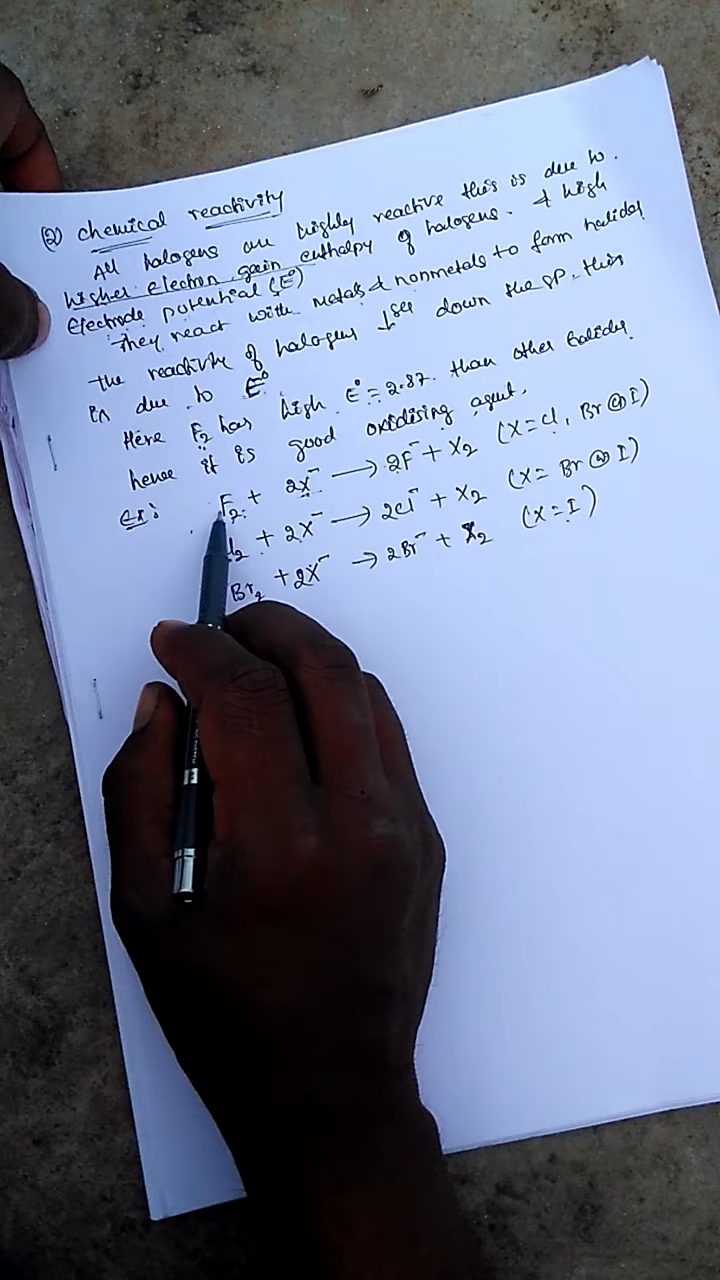 ② chemical reactivity
All halogens are highly reactive this is due to.
higher electron gain enthalpy of halogens. & high
Electrode potential (E°)
They react with metals & nonmetals to form halides
the reactivity of halogens ↓ses down the gp. this
is due to E°
Here F₂ has high E° = 2.87. than other halides.
hence it is good oxidising agent.
Ex: F₂ + 2X⁻ → 2F⁻ + X₂ (X = Cl, Br or I)
l₂ + 2X⁻ → 2Cl⁻ + X₂ (X = Br or I)
Br₂ + 2X⁻ → 2Br⁻ + X₂ (X = I)